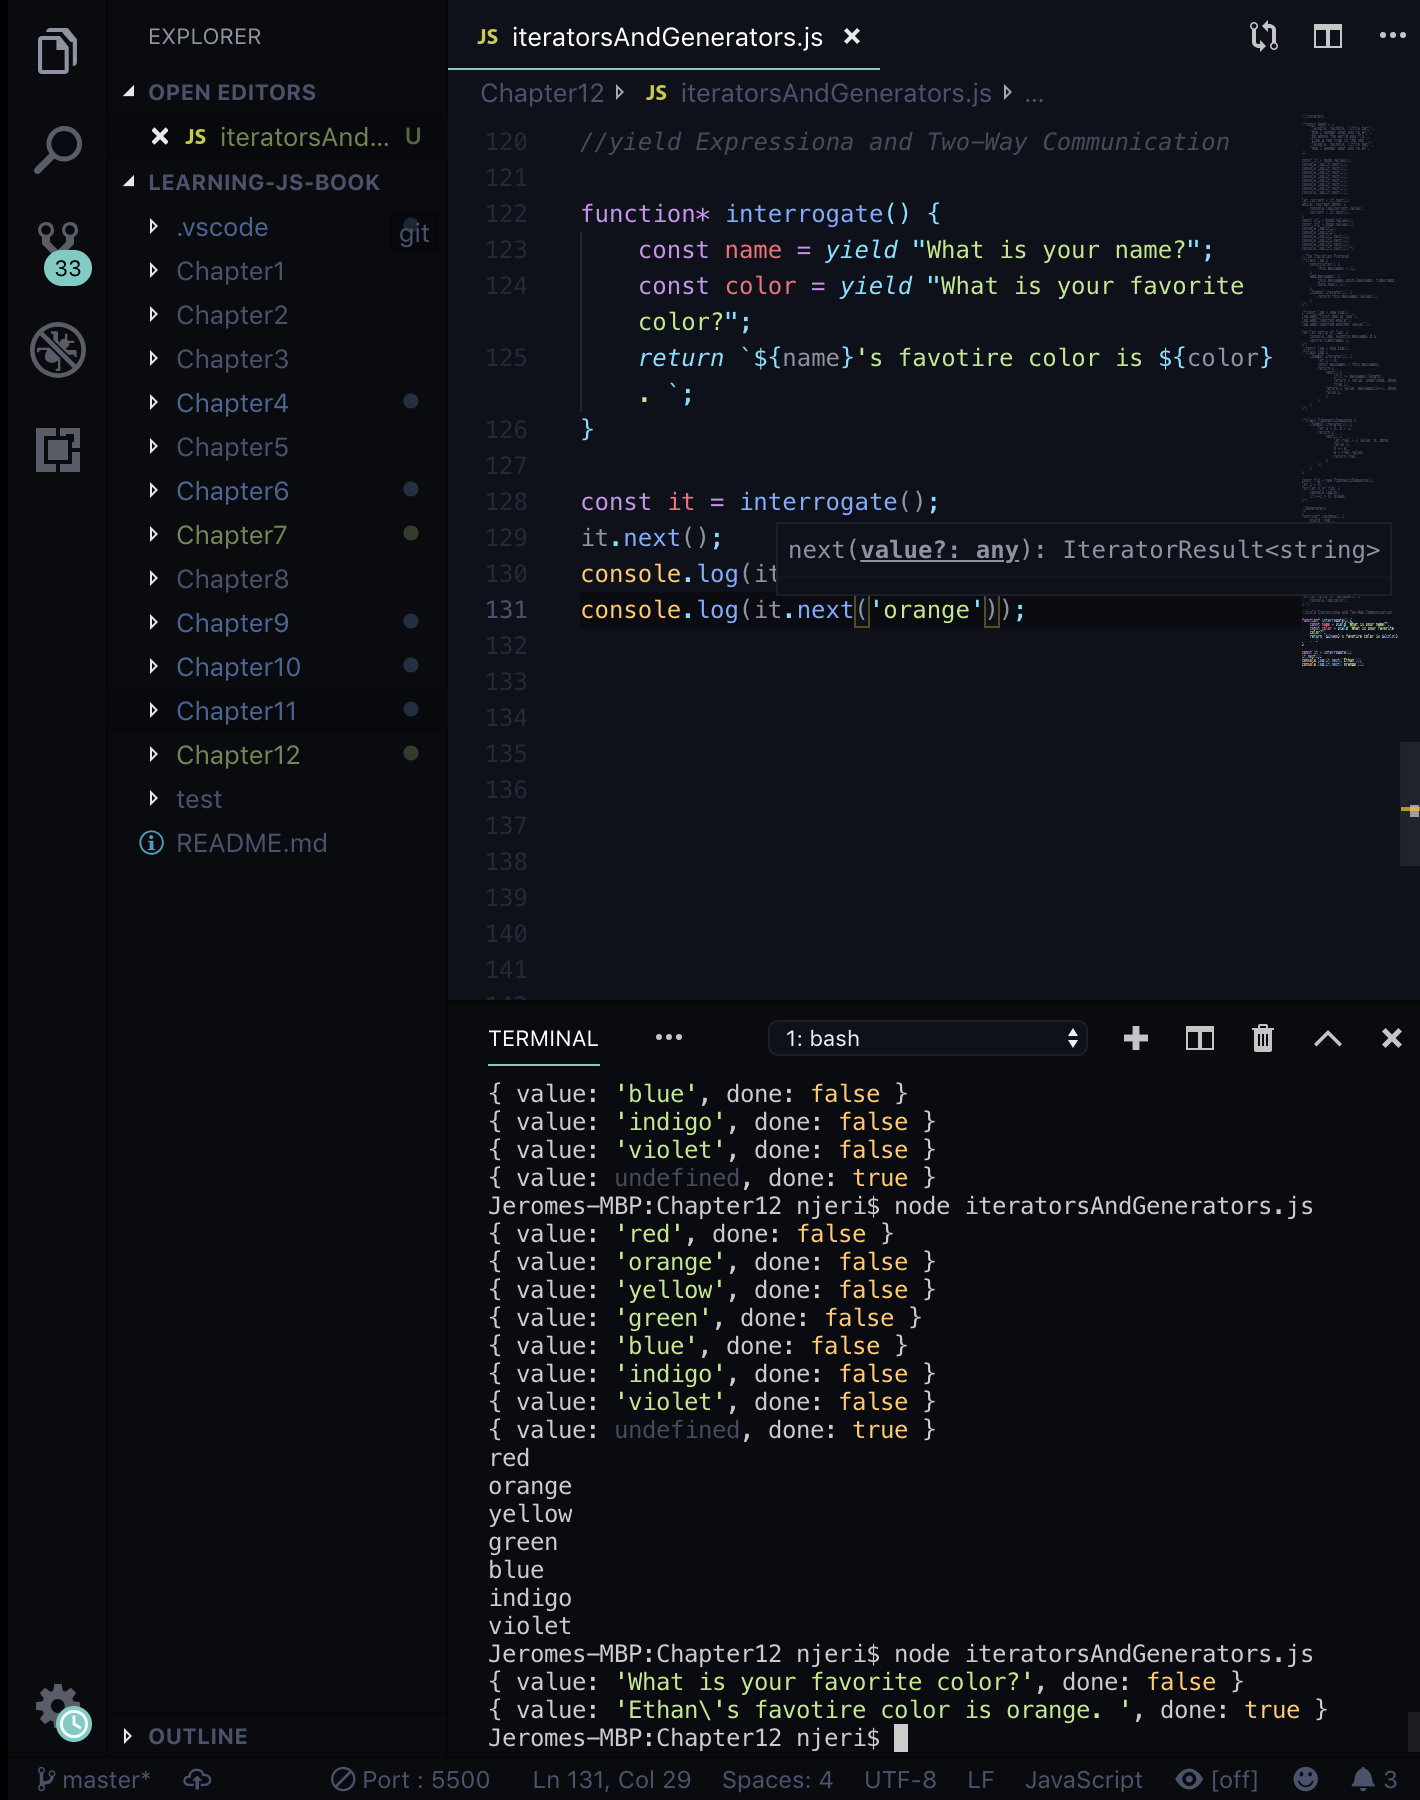 EXPLORER
OPEN EDITORS
JS iteratorsAnd... U
LEARNING-JS-BOOK
.vscode
git
Chapter1
Chapter2
Chapter3
Chapter4
Chapter5
Chapter6
Chapter7
Chapter8
Chapter9
Chapter10
Chapter11
Chapter12
test
README.md
OUTLINE
33
JS iteratorsAndGenerators.js
Chapter12 JS iteratorsAndGenerators.js ...
120 //yield Expressiona and Two-Way Communication
121
122 function* interrogate() {
123 const name = yield "What is your name?";
124 const color = yield "What is your favorite
color?";
125 return `${name}'s favotire color is ${color}
. `;
126 }
127
128 const it = interrogate();
129 it.next();
next(value?: any): IteratorResult<string>
130 console.log(it
131 console.log(it.next('orange'));
132
133
134
135
136
137
138
139
140
141
TERMINAL ... 1: bash
{ value: 'blue', done: false }
{ value: 'indigo', done: false }
{ value: 'violet', done: false }
{ value: undefined, done: true }
Jeromes-MBP:Chapter12 njeri$ node iteratorsAndGenerators.js
{ value: 'red', done: false }
{ value: 'orange', done: false }
{ value: 'yellow', done: false }
{ value: 'green', done: false }
{ value: 'blue', done: false }
{ value: 'indigo', done: false }
{ value: 'violet', done: false }
{ value: undefined, done: true }
red
orange
yellow
green
blue
indigo
violet
Jeromes-MBP:Chapter12 njeri$ node iteratorsAndGenerators.js
{ value: 'What is your favorite color?', done: false }
{ value: 'Ethan\'s favotire color is orange. ', done: true }
Jeromes-MBP:Chapter12 njeri$
master* Port : 5500 Ln 131, Col 29 Spaces: 4 UTF-8 LF JavaScript [off] 3